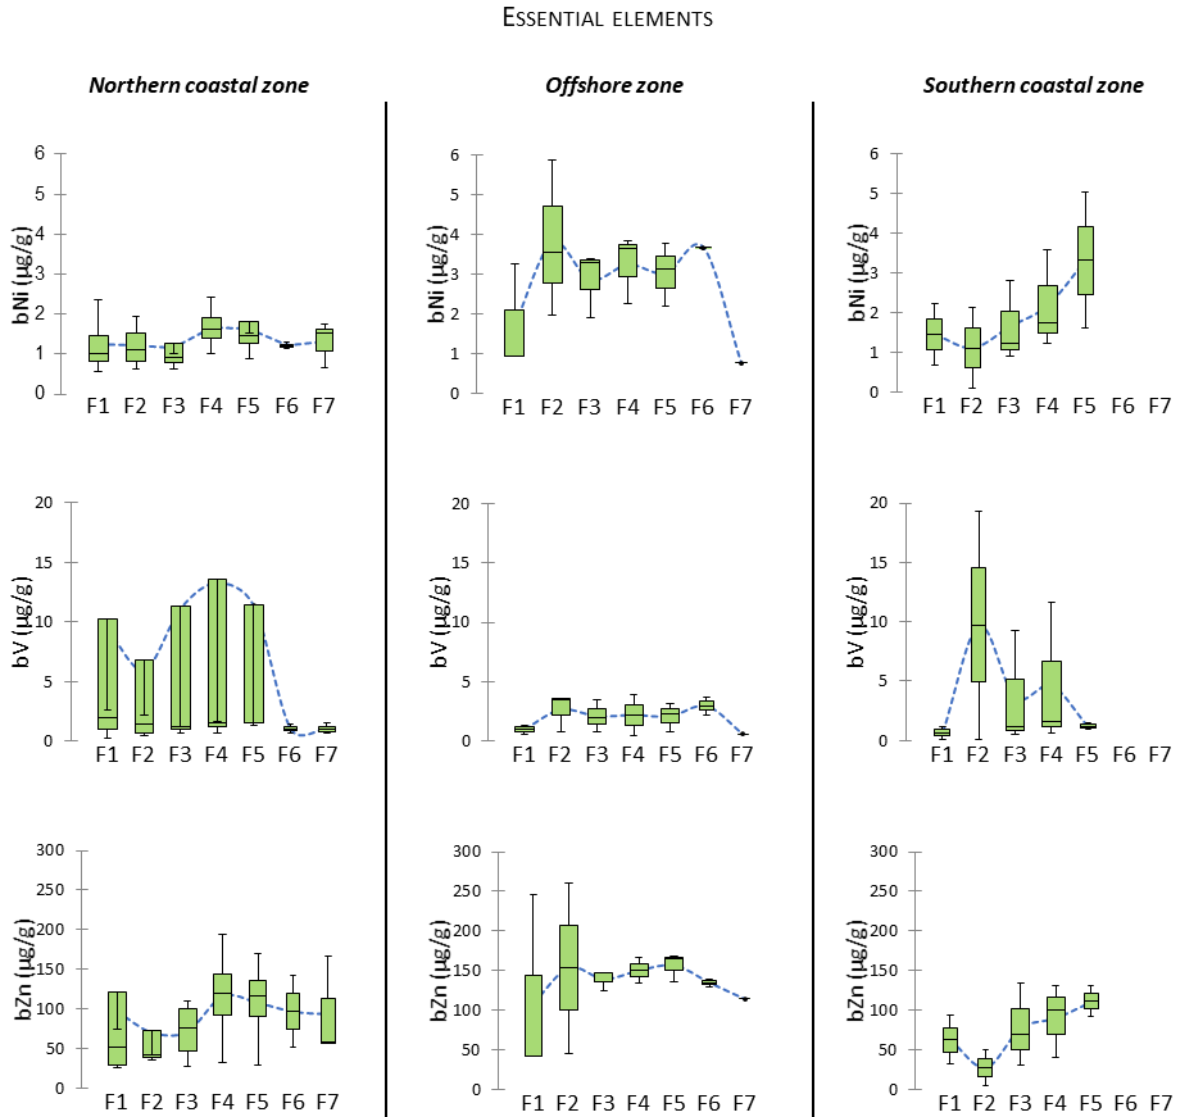 ESSENTIAL ELEMENTS
Northern coastal zone
Offshore zone
Southern coastal zone
bNi (µg/g)
6
5
4
3
2
1
0
F1 F2 F3 F4 F5 F6 F7
bNi (µg/g)
6
5
4
3
2
1
0
F1 F2 F3 F4 F5 F6 F7
bNi (µg/g)
6
5
4
3
2
1
0
F1 F2 F3 F4 F5 F6 F7
bV (µg/g)
20
15
10
5
0
F1 F2 F3 F4 F5 F6 F7
bV (µg/g)
20
15
10
5
0
F1 F2 F3 F4 F5 F6 F7
bV (µg/g)
20
15
10
5
0
F1 F2 F3 F4 F5 F6 F7
bZn (µg/g)
300
250
200
150
100
50
0
F1 F2 F3 F4 F5 F6 F7
bZn (µg/g)
300
250
200
150
100
50
0
F1 F2 F3 F4 F5 F6 F7
bZn (µg/g)
300
250
200
150
100
50
0
F1 F2 F3 F4 F5 F6 F7